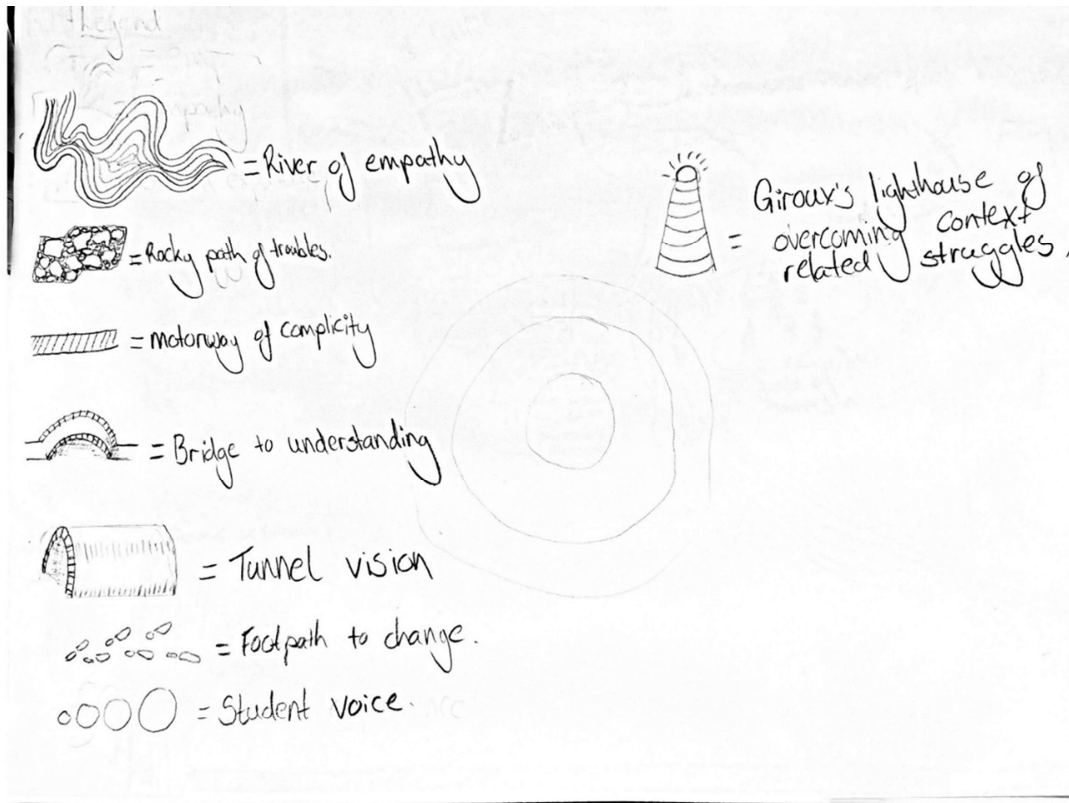 Legend
= River of empathy
= Rocky path of troubles.
= Motorway of complicity
= Bridge to understanding
= Tunnel vision
= Footpath to change.
= Student voice.
Giroux's lighthouse of
= overcoming context
related struggles.